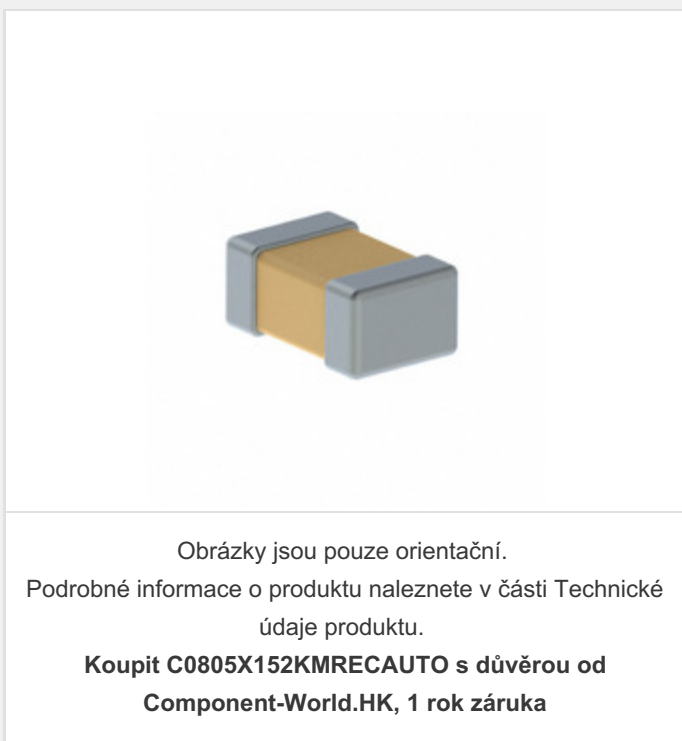 Obrázky jsou pouze orientační.
Podrobné informace o produktu naleznete v části Technické
údaje produktu.
Koupit C0805X152KMRECAUTO s důvěrou od
Component-World.HK, 1 rok záruka